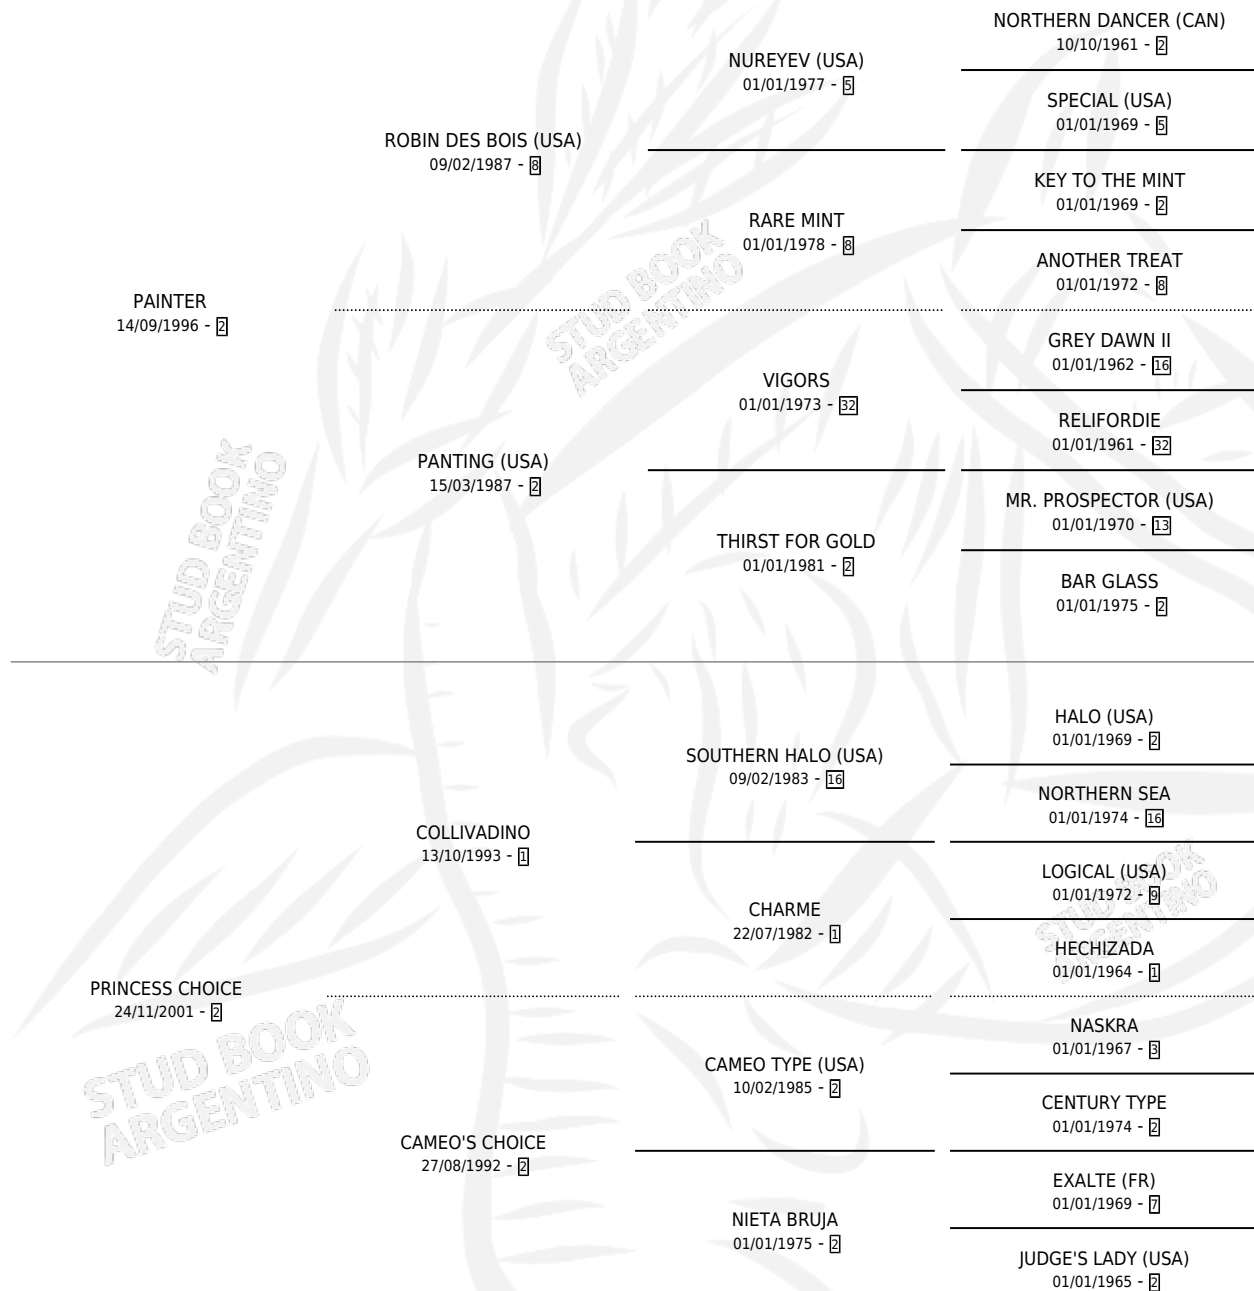 NORTHERN DANCER (CAN)
10/10/1961 - 2
NUREYEV (USA)
01/01/1977 - 5
SPECIAL (USA)
01/01/1969 - 5
ROBIN DES BOIS (USA)
09/02/1987 - 8
KEY TO THE MINT
01/01/1969 - 2
RARE MINT
01/01/1978 - 8
ANOTHER TREAT
01/01/1972 - 8
PAINTER
14/09/1996 - 2
GREY DAWN II
01/01/1962 - 16
VIGORS
01/01/1973 - 32
RELIFORDIE
01/01/1961 - 32
PANTING (USA)
15/03/1987 - 2
MR. PROSPECTOR (USA)
01/01/1970 - 13
THIRST FOR GOLD
01/01/1981 - 2
BAR GLASS
01/01/1975 - 2
HALO (USA)
01/01/1969 - 2
SOUTHERN HALO (USA)
09/02/1983 - 16
NORTHERN SEA
01/01/1974 - 16
COLLIVADINO
13/10/1993 - 1
LOGICAL (USA)
01/01/1972 - 9
CHARME
22/07/1982 - 1
HECHIZADA
01/01/1964 - 1
PRINCESS CHOICE
24/11/2001 - 2
NASKRA
01/01/1967 - 3
CAMEO TYPE (USA)
10/02/1985 - 2
CENTURY TYPE
01/01/1974 - 2
CAMEO'S CHOICE
27/08/1992 - 2
EXALTE (FR)
01/01/1969 - 7
NIETA BRUJA
01/01/1975 - 2
JUDGE'S LADY (USA)
01/01/1965 - 2
STUD BOOK
ARGENTINO
STUD BOOK
ARGENTINO
STUD BOOK
ARGENTINO
STUD BOOK
ARGENTINO